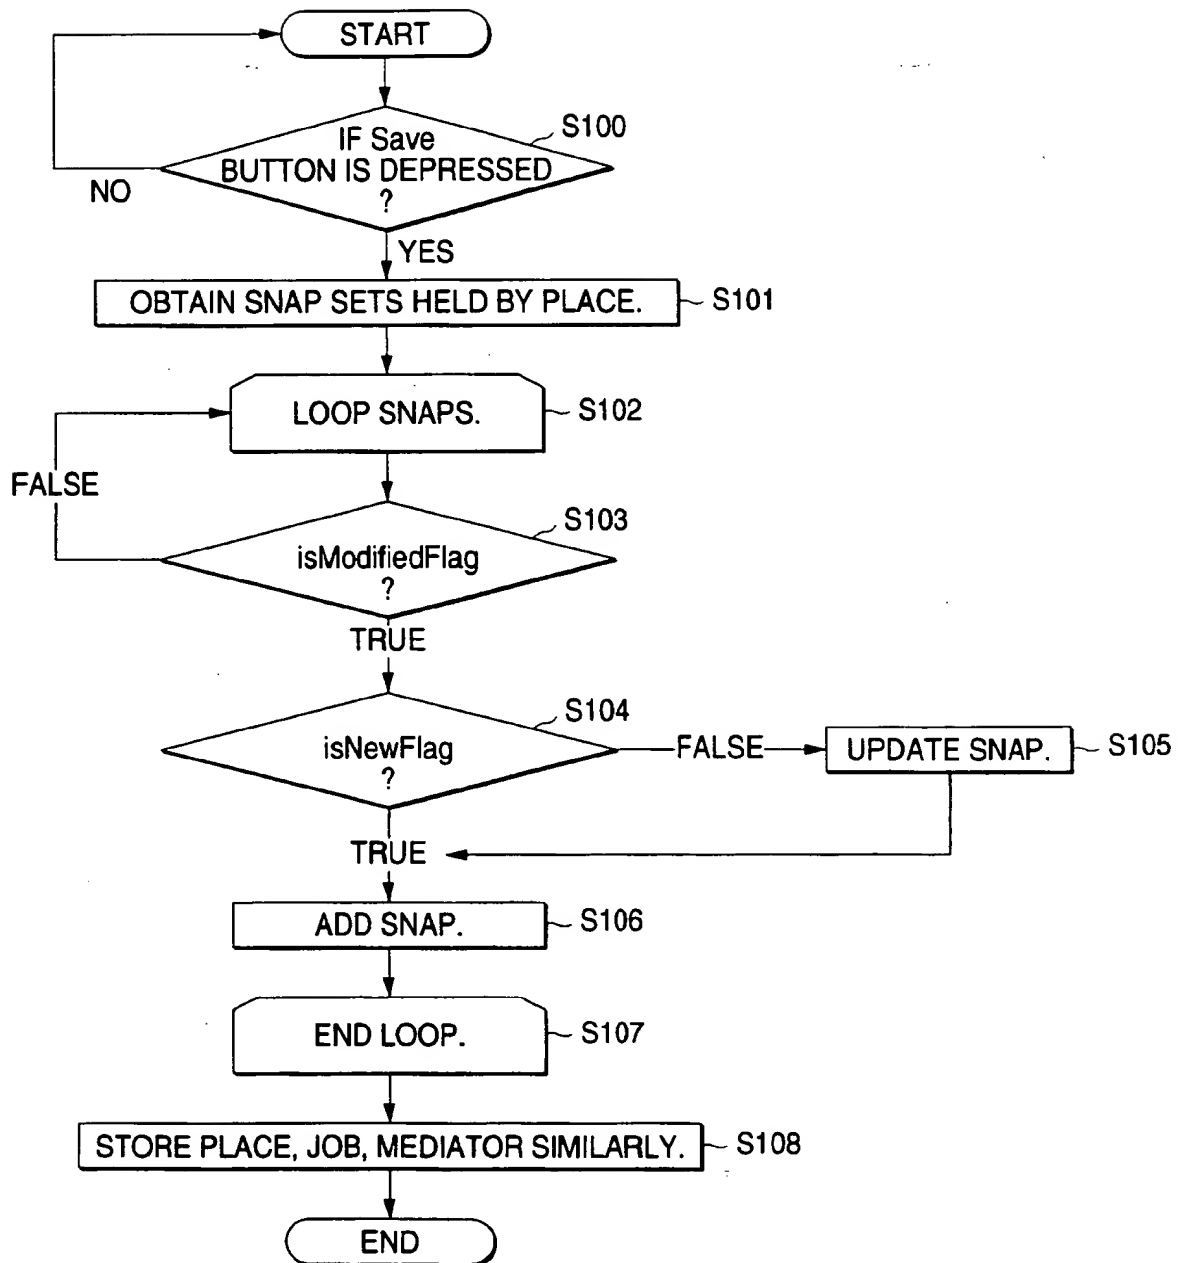 START
S100
IF Save
BUTTON IS DEPRESSED
?
NO
YES
OBTAIN SNAP SETS HELD BY PLACE.
S101
LOOP SNAPS.
S102
FALSE
S103
isModifiedFlag
?
TRUE
S104
isNewFlag
?
FALSE
UPDATE SNAP.
S105
TRUE
ADD SNAP.
S106
END LOOP.
S107
STORE PLACE, JOB, MEDIATOR SIMILARLY.
S108
END